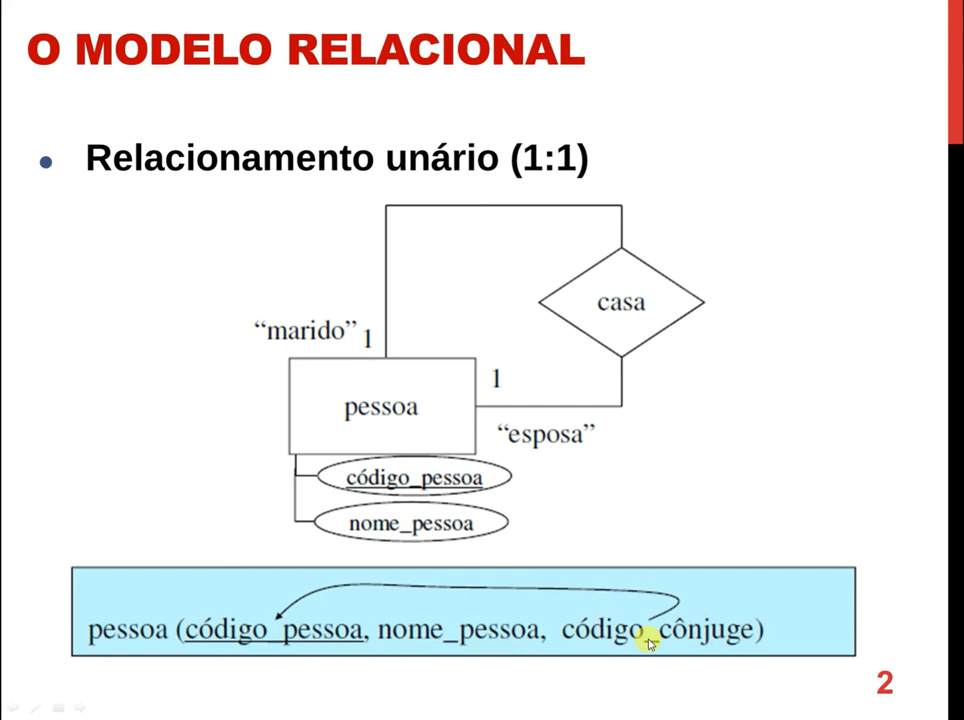 O MODELO RELACIONAL
• Relacionamento unário (1:1)
casa
“marido” 1
1
pessoa
“esposa”
código_pessoa
nome_pessoa
pessoa (código_pessoa, nome_pessoa, código_cônjuge)
2